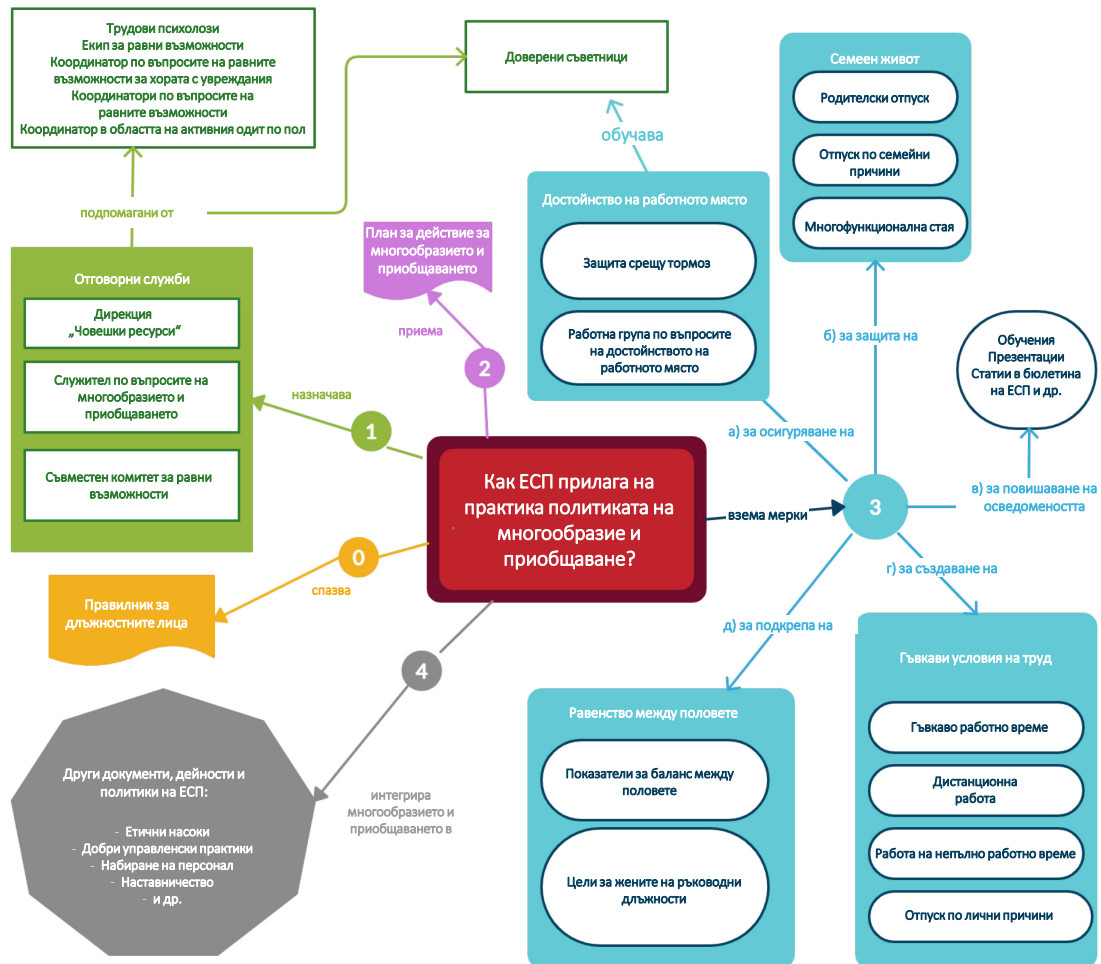 Трудови психолози
Екип за равни възможности
Координатор по въпросите на равните
възможности за хората с увреждания
Координатори по въпросите на
равните възможности
Координатор в областта на активния одит по пол
Доверени съветници
обучава
подпомагани от
Отговорни служби
Дирекция
„Човешки ресурси“
Служител по въпросите на
многообразието и
приобщаването
Съвместен комитет за равни
възможности
назначава
1
План за действие за
многообразието и
приобщаването
приема
2
Достойнство на работното място
Защита срещу тормоз
Работна група по въпросите
на достойнството на
работното място
Семеен живот
Родителски отпуск
Отпуск по семейни
причини
Многофункционална стая
б) за защита на
Обучения
Презентации
Статии в бюлетина
на ЕСП и др.
а) за осигуряване на
в) за повишаване на
осведомеността
Как ЕСП прилага на
практика политиката на
многообразие и
приобщаване?
взема мерки
3
0
спазва
Правилник за
длъжностните лица
г) за създаване на
д) за подкрепа на
4
интегрира
многообразието и
приобщаването в
Други документи, дейности и
политики на ЕСП:
- Етични насоки
- Добри управленски практики
- Набиране на персонал
- Наставничество
- и др.
Равенство между половете
Показатели за баланс между
половете
Цели за жените на ръководни
длъжности
Гъвкави условия на труд
Гъвкаво работно време
Дистанционна
работа
Работа на непълно работно време
Отпуск по лични причини